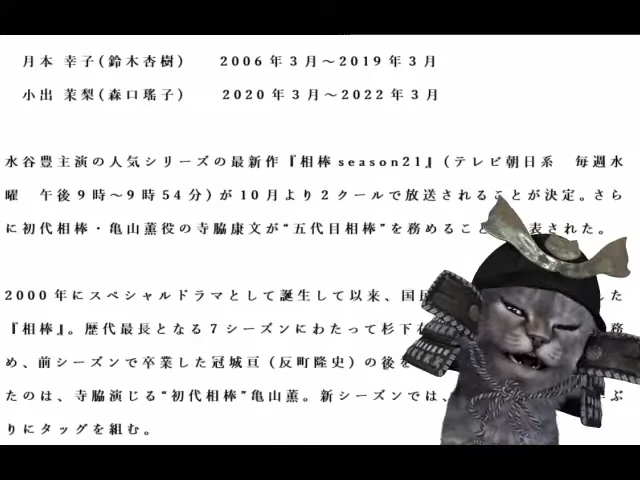 月本 幸子(鈴木杏樹) 2006年3月～2019年3月
小出 茉梨(森口瑤子) 2020年3月～2022年3月
水谷豊主演の人気シリーズの最新作『相棒season21』(テレビ朝日系 毎週水
曜 午後9時～9時54分)が10月より2クールで放送されることが決定。さら
に初代相棒・亀山薫役の寺脇康文が“五代目相棒”を務めるこ 表された。
2000年にスペシャルドラマとして誕生して以来、国 した
『相棒』。歴代最長となる7シーズンにわたって杉下 務
め、前シーズンで卒業した冠城亘(反町隆史)の後を
たのは、寺脇演じる“初代相棒”亀山薫。新シーズンでは、 ぶ
りにタッグを組む。